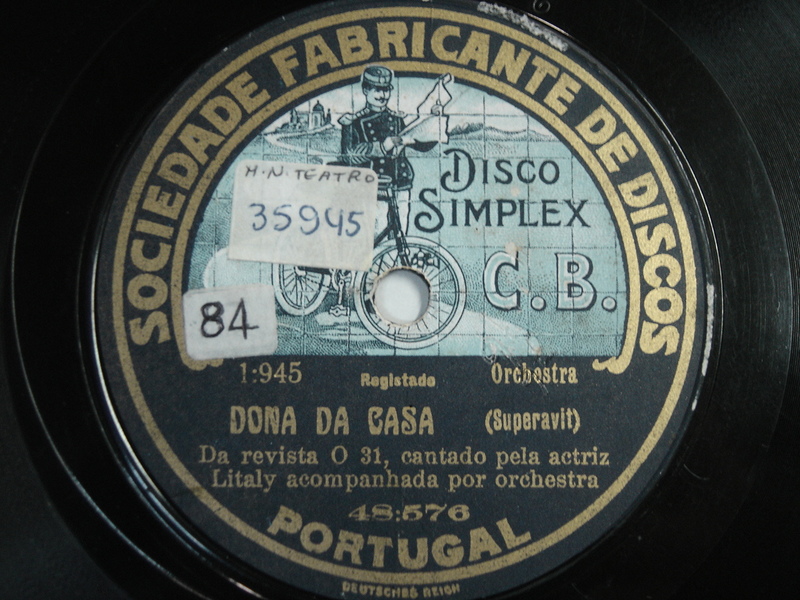 SOCIEDADE FABRICANTE DE DISCOS
DISCO
SIMPLEX
C.B.
M.N. TEATRO
35945
84
1:945 Registado Orchestra
DONA DA CASA (Superavit)
Da revista O 31, cantado pela actriz
Litaly acompanhada por orchestra
48:576
PORTUGAL
DEUTSCHES REICH